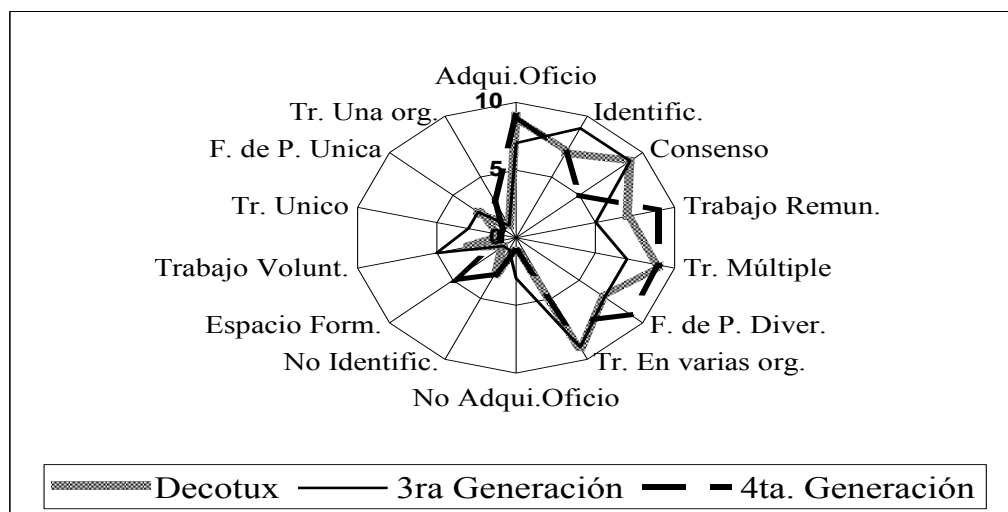 Adqui.Oficio
10
Tr. Una org.
Identific.
F. de P. Unica
Consenso
5
Tr. Unico
Trabajo Remun.
0
Trabajo Volunt.
Tr. Múltiple
Espacio Form.
F. de P. Diver.
No Identific.
Tr. En varias org.
No Adqui.Oficio
Decotux
3ra Generación
4ta. Generación